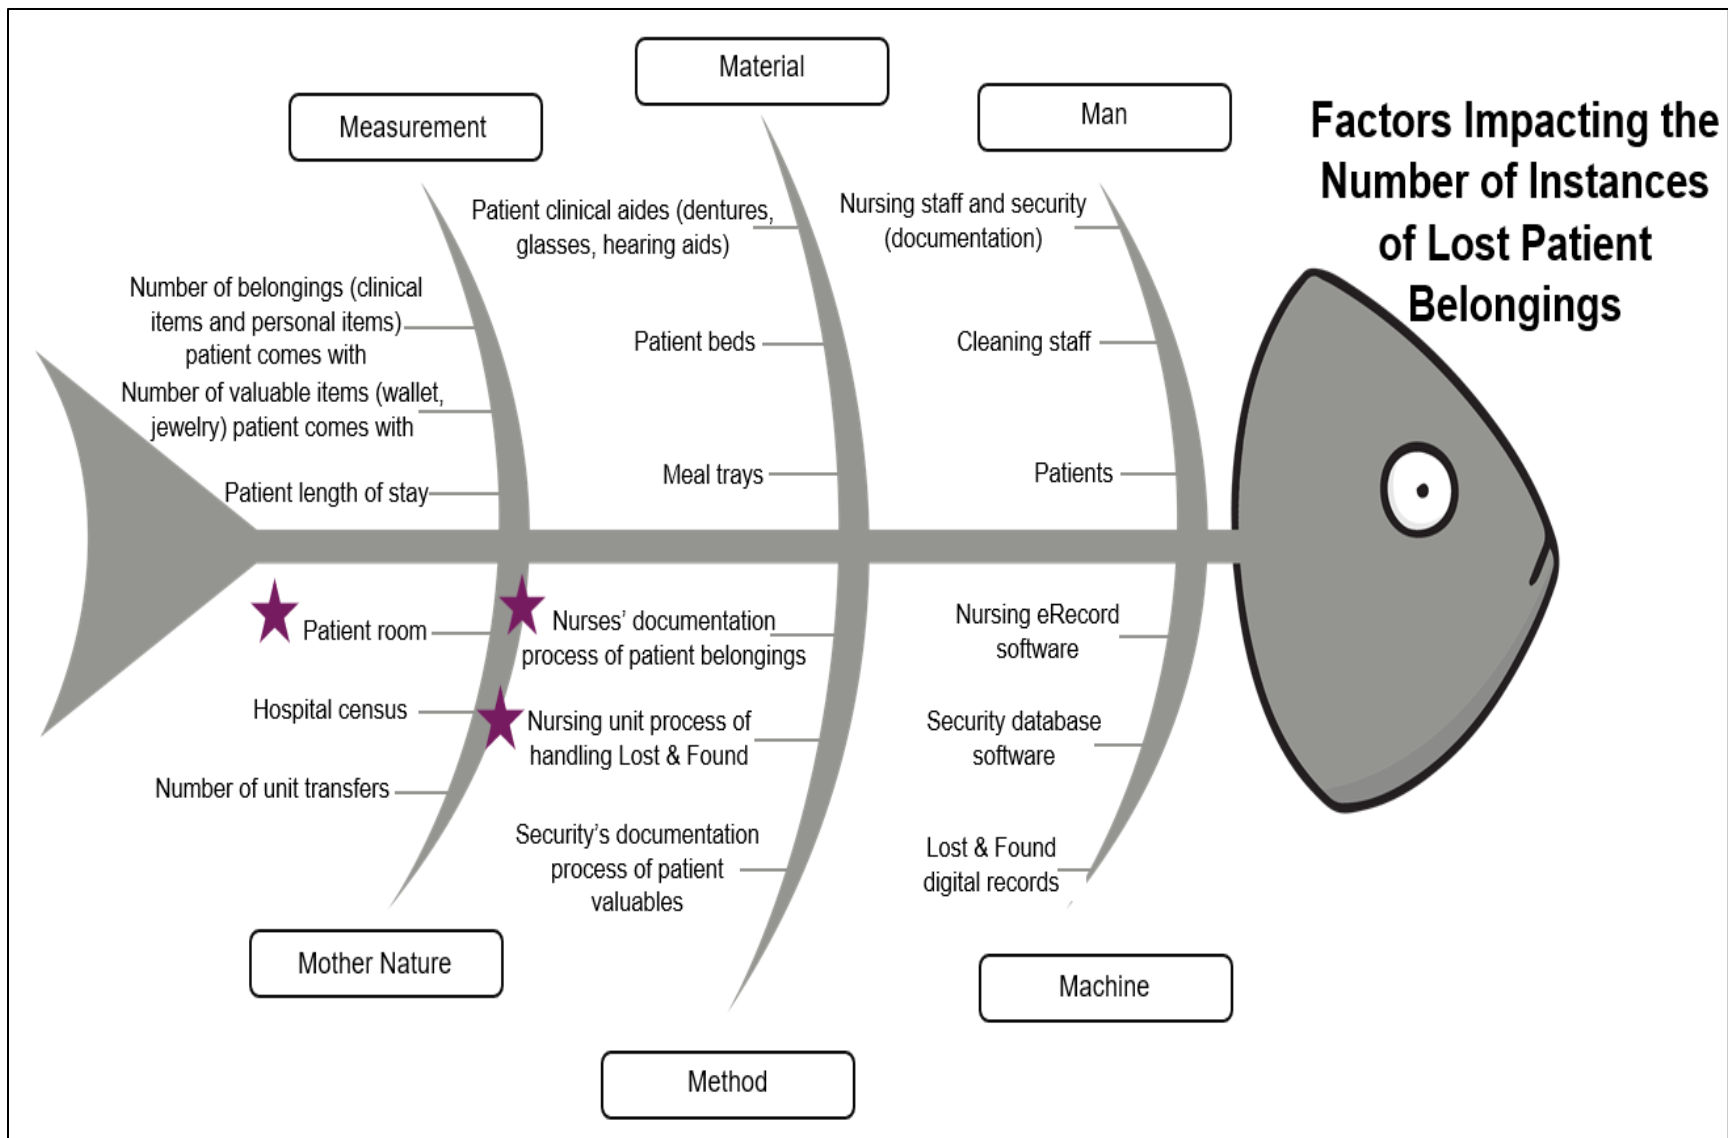 Factors Impacting the
Number of Instances
of Lost Patient
Belongings
Measurement
Number of belongings (clinical
items and personal items)
patient comes with
Number of valuable items (wallet,
jewelry) patient comes with
Patient length of stay
Material
Patient clinical aides (dentures,
glasses, hearing aids)
Patient beds
Meal trays
Man
Nursing staff and security
(documentation)
Cleaning staff
Patients
Patient room
Hospital census
Number of unit transfers
Mother Nature
Nurses’ documentation
process of patient belongings
Nursing unit process of
handling Lost & Found
Security’s documentation
process of patient
valuables
Method
Nursing eRecord
software
Security database
software
Lost & Found
digital records
Machine